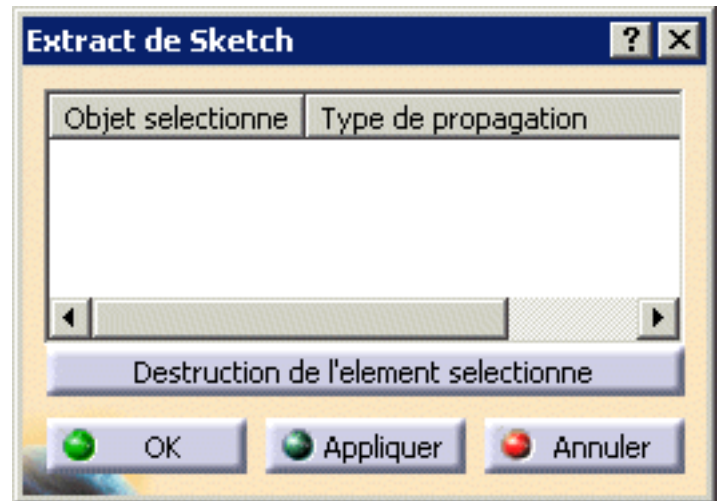 Extract de Sketch
Objet selectionne Type de propagation
Destruction de l'element selectionne
OK Appliquer Annuler